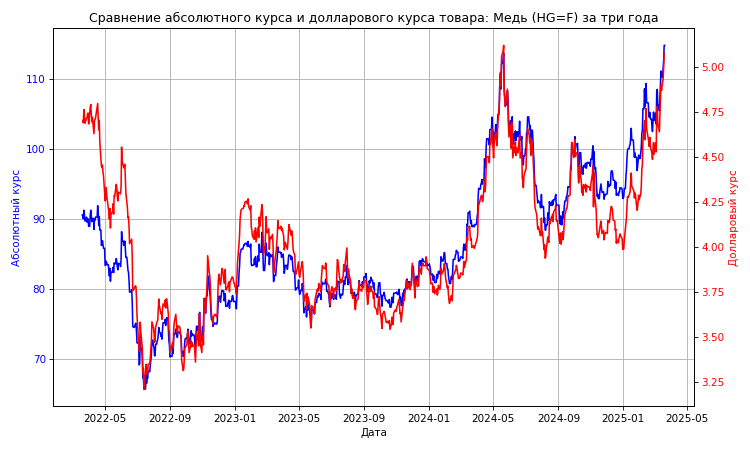 Сравнение абсолютного курса и долларового курса товара: Медь (HG=F) за три года
Абсолютный курс
110
100
90
80
70
5.00
4.75
4.50
4.25
4.00
3.75
3.50
3.25
Долларовый курс
2022-05 2022-09 2023-01 2023-05 2023-09 2024-01 2024-05 2024-09 2025-01 2025-05
Дата